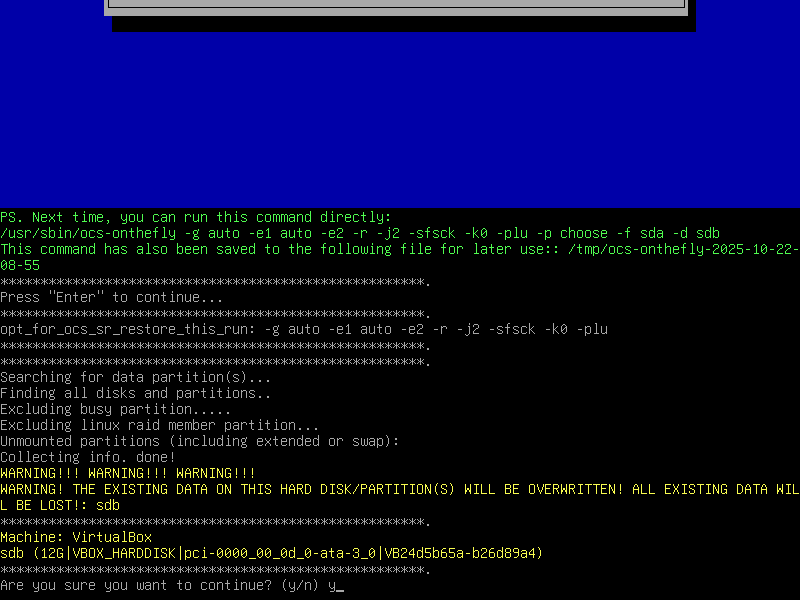 PS. Next time, you can run this command directly:
/usr/sbin/ocs-onthefly -g auto -e1 auto -e2 -r -j2 -sfsck -k0 -plu -p choose -f sda -d sdb
This command has also been saved to the following file for later use:: /tmp/ocs-onthefly-2025-10-22-
08-55
*****************************************************.
Press "Enter" to continue...
*****************************************************.
opt_for_ocs_sr_restore_this_run: -g auto -e1 auto -e2 -r -j2 -sfsck -k0 -plu
*****************************************************.
*****************************************************.
Searching for data partition(s)...
Finding all disks and partitions..
Excluding busy partition.....
Excluding linux raid member partition...
Unmounted partitions (including extended or swap):
Collecting info. done!
WARNING!!! WARNING!!! WARNING!!!
WARNING! THE EXISTING DATA ON THIS HARD DISK/PARTITION(S) WILL BE OVERWRITTEN! ALL EXISTING DATA WIL
L BE LOST!: sdb
*****************************************************.
Machine: VirtualBox
sdb (12G|VBOX_HARDDISK|pci-0000_00_0d_0-ata-3_0|VB24d5b65a-b26d89a4)
*****************************************************.
Are you sure you want to continue? (y/n) y_